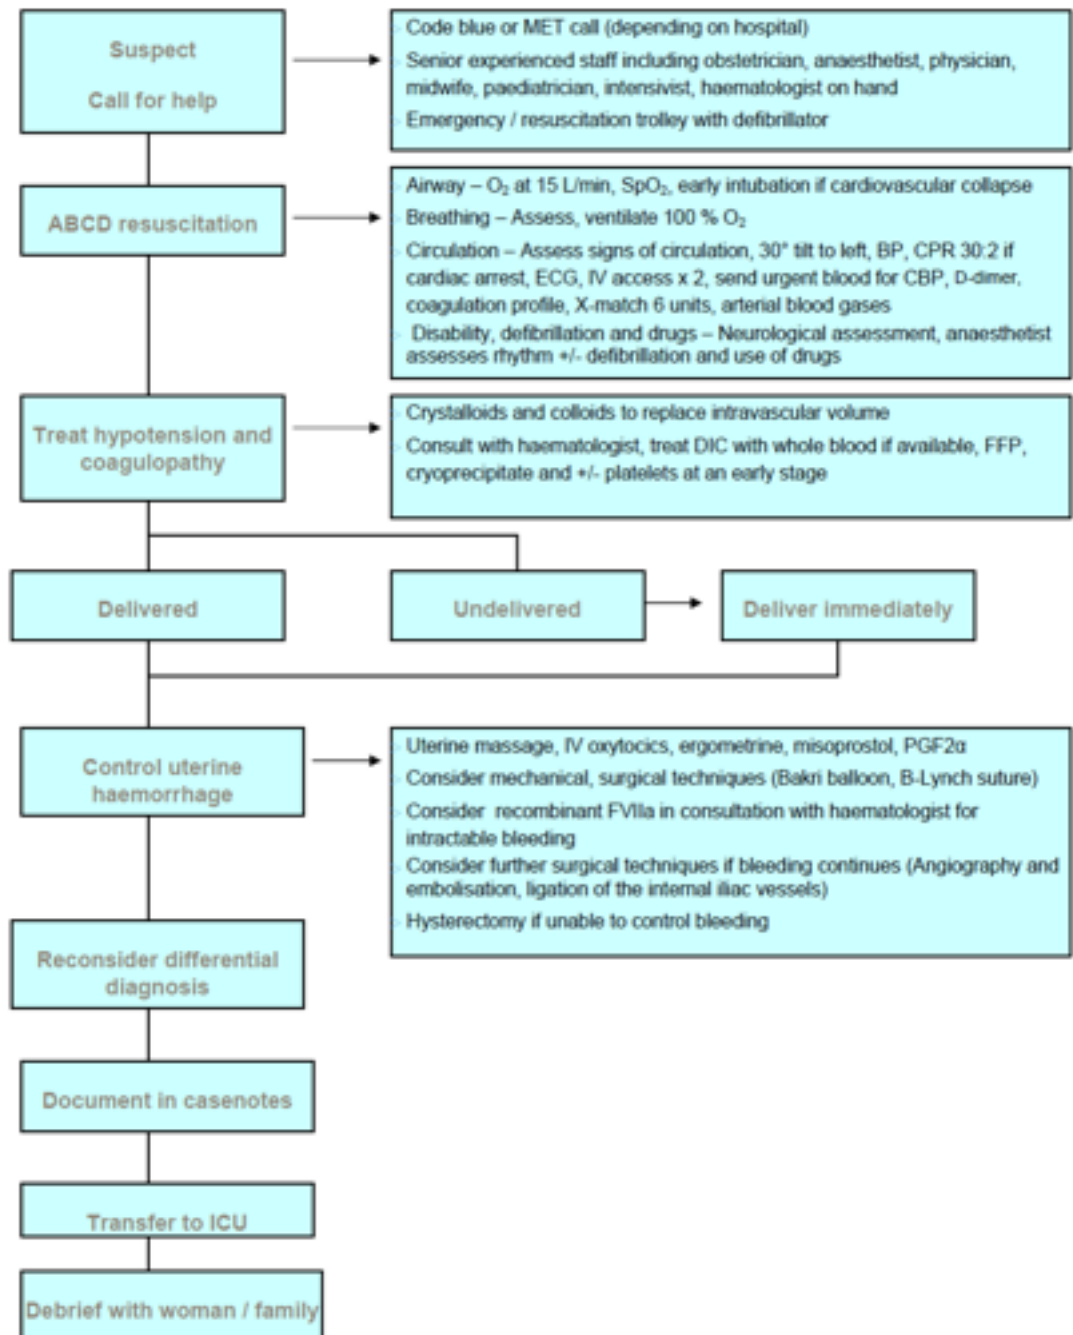 Suspect
Call for help
Code blue or MET call (depending on hospital)
Senior experienced staff including obstetrician, anaesthetist, physician,
midwife, paediatrician, intensivist, haematologist on hand
Emergency / resuscitation trolley with defibrillator
ABCD resuscitation
Airway – O₂ at 15 L/min, SpO₂, early intubation if cardiovascular collapse
Breathing – Assess, ventilate 100 % O₂
Circulation – Assess signs of circulation, 30° tilt to left, BP, CPR 30:2 if
cardiac arrest, ECG, IV access x 2, send urgent blood for CBP, D-dimer,
coagulation profile, X-match 6 units, arterial blood gases
Disability, defibrillation and drugs – Neurological assessment, anaesthetist
assesses rhythm +/- defibrillation and use of drugs
Treat hypotension and
coagulopathy
Crystalloids and colloids to replace intravascular volume
Consult with haematologist, treat DIC with whole blood if available, FFP,
cryoprecipitate and +/- platelets at an early stage
Delivered
Undelivered
Deliver immediately
Control uterine
haemorrhage
Uterine massage, IV oxytocics, ergometrine, misoprostol, PGF2α
Consider mechanical, surgical techniques (Bakri balloon, B-Lynch suture)
Consider recombinant FVIIa in consultation with haematologist for
intractable bleeding
Consider further surgical techniques if bleeding continues (Angiography and
embolisation, ligation of the internal iliac vessels)
Hysterectomy if unable to control bleeding
Reconsider differential
diagnosis
Document in casenotes
Transfer to ICU
Debrief with woman / family